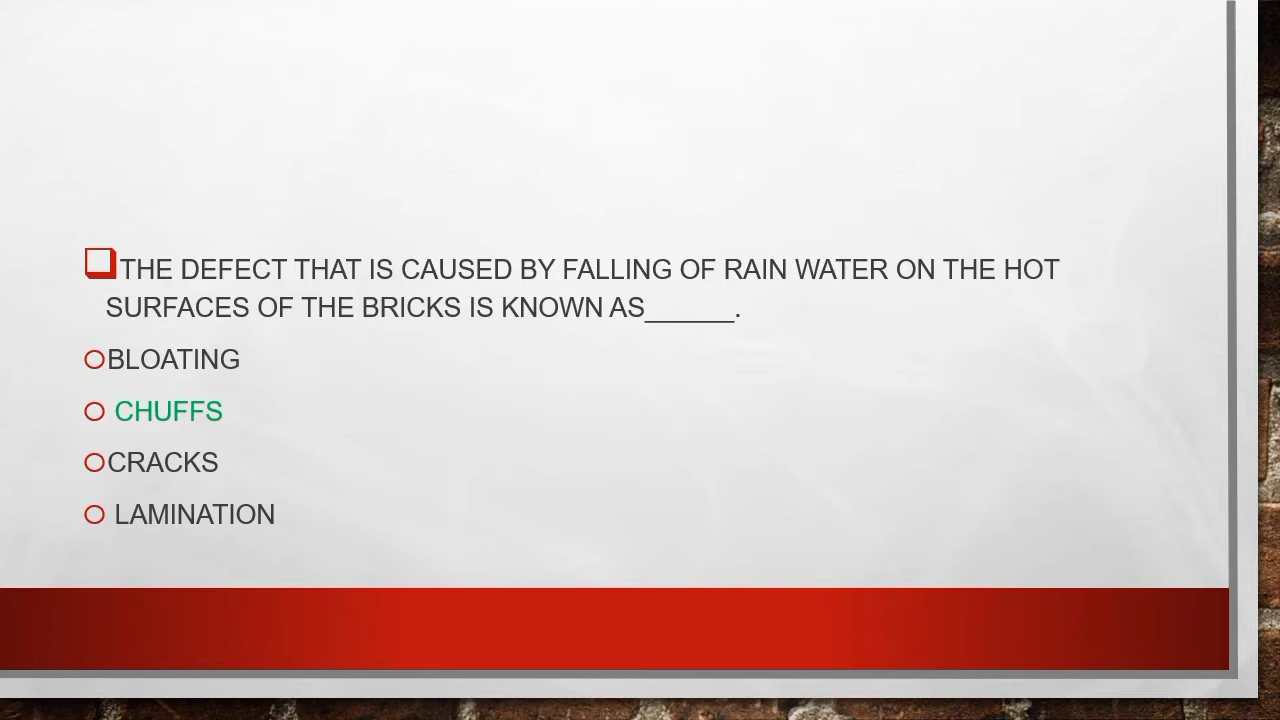 THE DEFECT THAT IS CAUSED BY FALLING OF RAIN WATER ON THE HOT
SURFACES OF THE BRICKS IS KNOWN AS______.
BLOATING
CHUFFS
CRACKS
LAMINATION